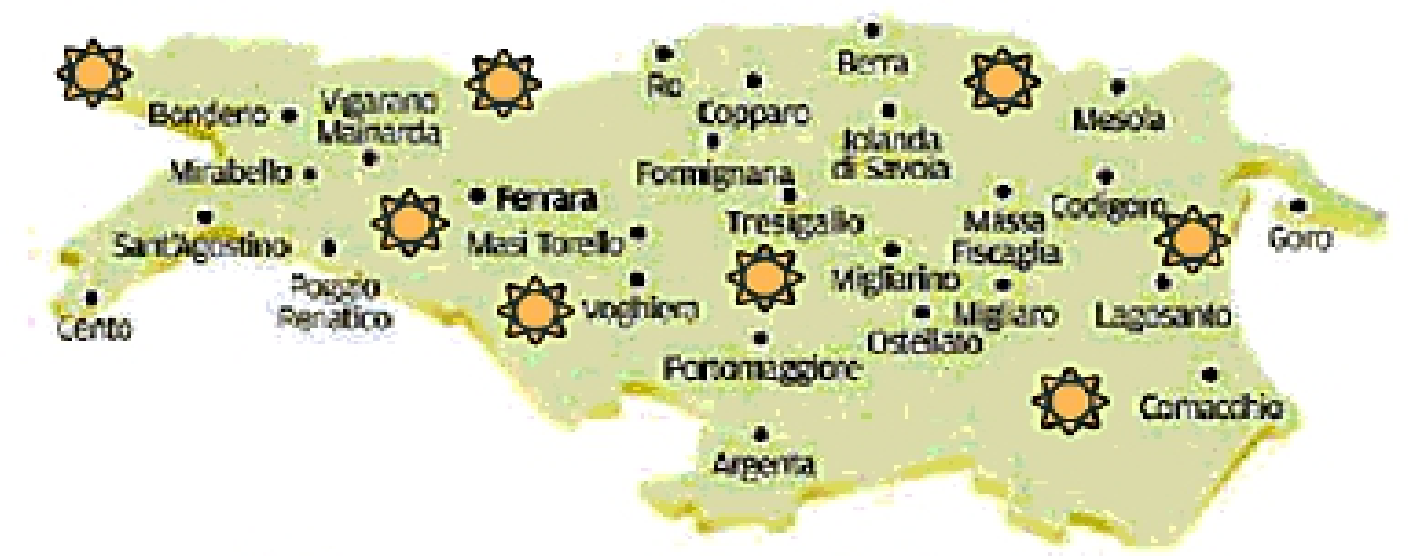 Berra
Ro
Copparo
Mesola
Bondeno
Vigarano
Mainarda
Jolanda
di Savoia
Mirabello
Formignana
Ferrara
Tresigallo
Massa
Fiscaglia
Codigoro
Goro
Sant'Agostino
Masi Torello
Migliarino
Poggio
Renatico
Cento
Voghiera
Migliaro
Lagosanto
Ostellato
Portomaggiore
Comacchio
Argenta